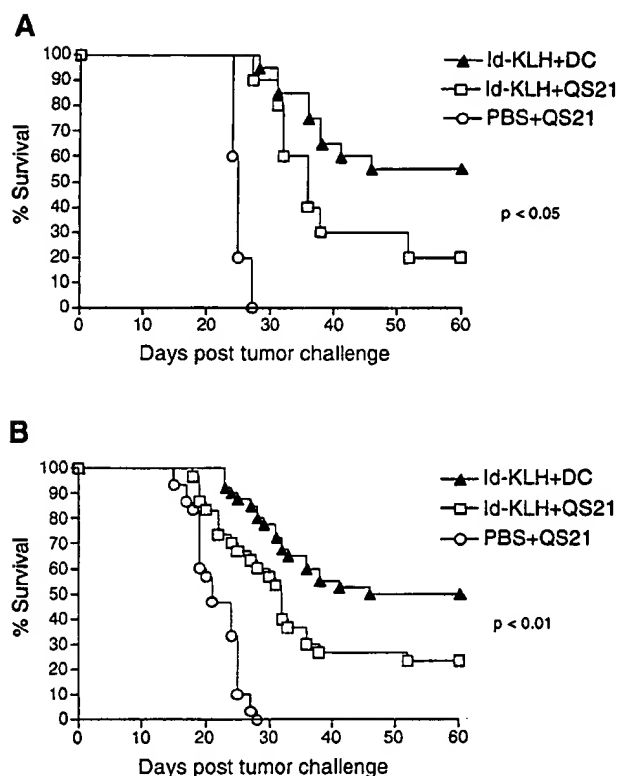 A
% Survival
100
90
80
70
60
50
40
30
20
10
0
0 10 20 30 40 50 60
Days post tumor challenge
Id-KLH+DC
Id-KLH+QS21
PBS+QS21
p < 0.05
B
% Survival
100
90
80
70
60
50
40
30
20
10
0
0 10 20 30 40 50 60
Days post tumor challenge
Id-KLH+DC
Id-KLH+QS21
PBS+QS21
p < 0.01